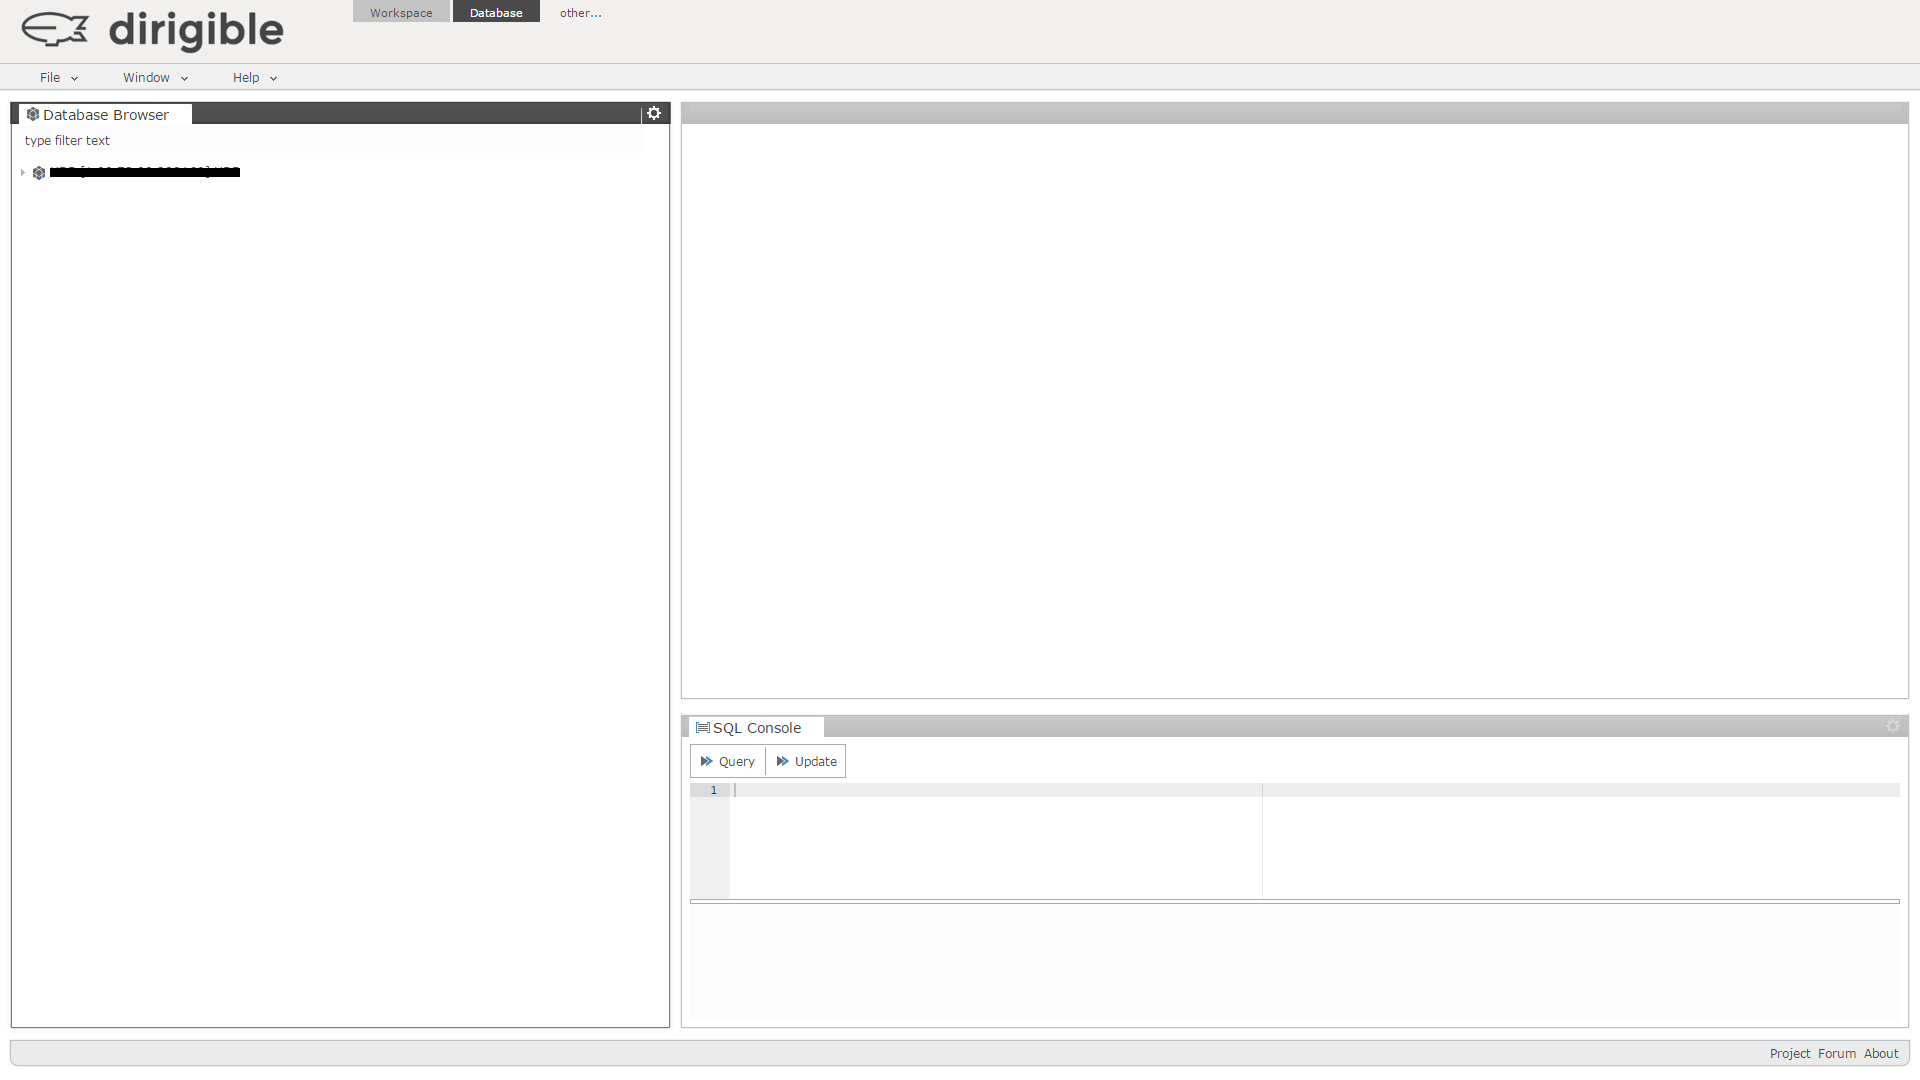 Workspace
Database
other...
dirigible
File
Window
Help
Database Browser
type filter text
SQL Console
Query
Update
1
Project
Forum
About